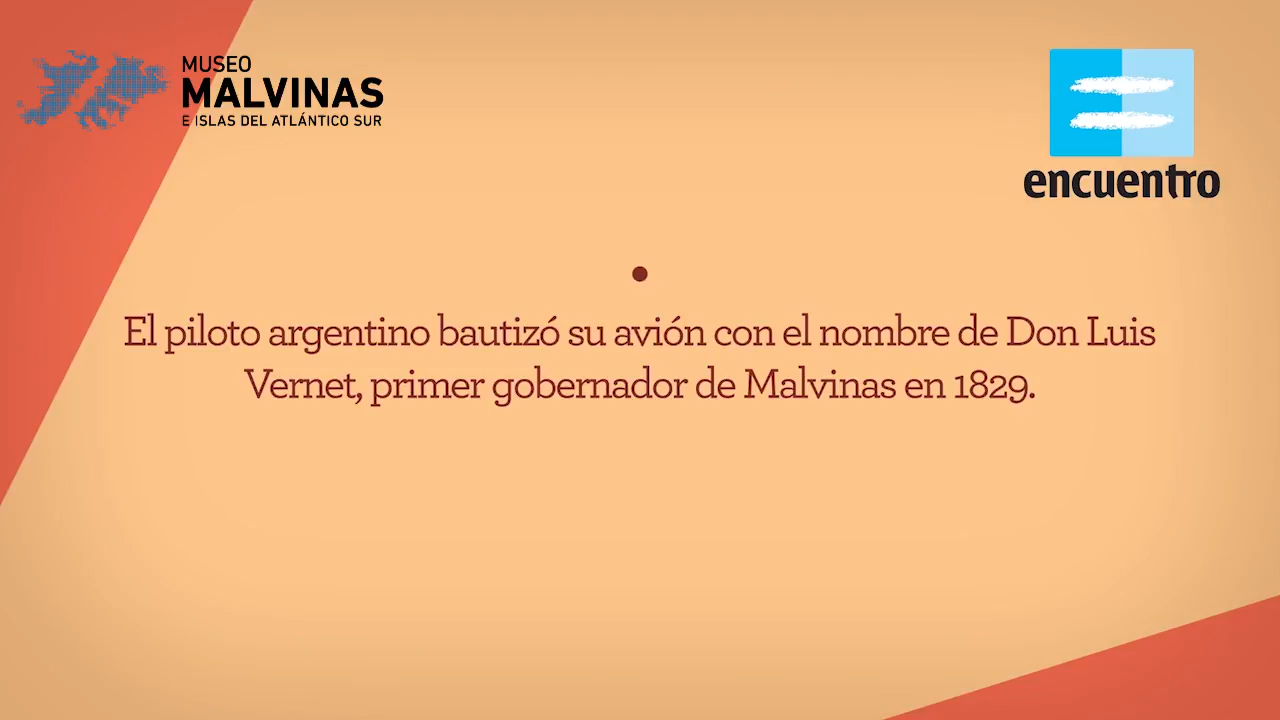 MUSEO
MALVINAS
E ISLAS DEL ATLÁNTICO SUR
encuentro
El piloto argentino bautizó su avión con el nombre de Don Luis
Vernet, primer gobernador de Malvinas en 1829.